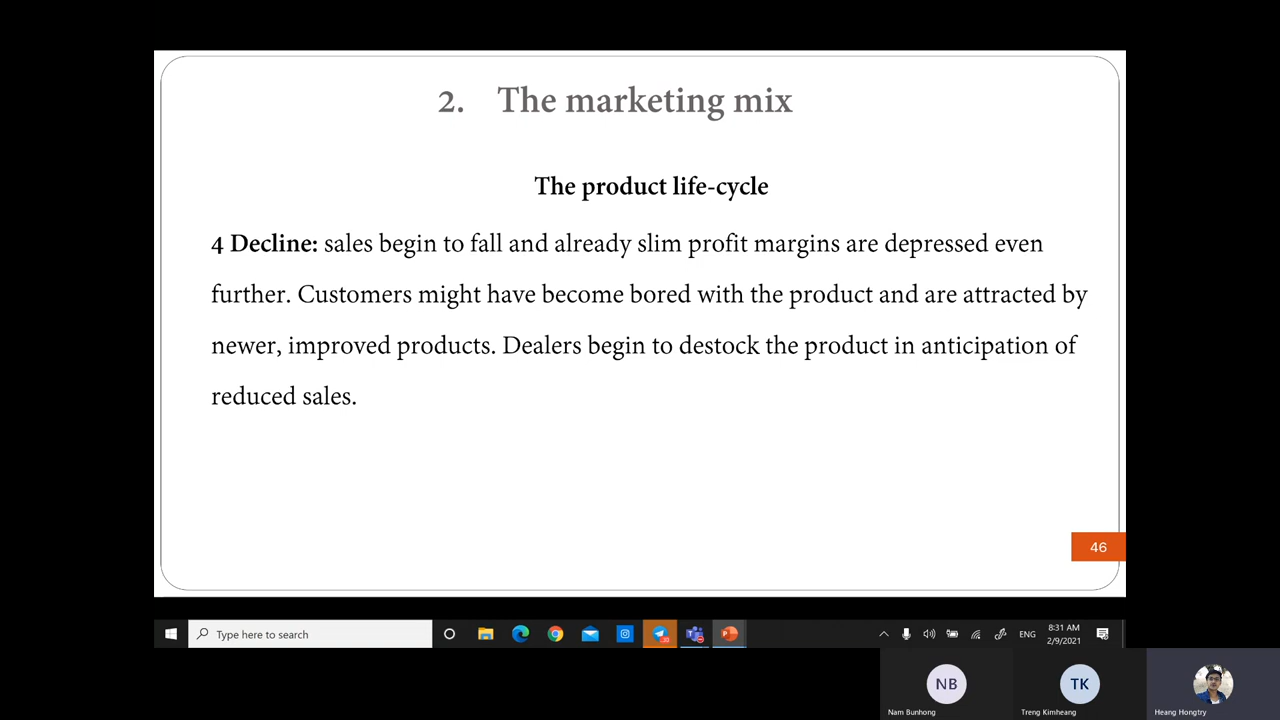 2. The marketing mix
The product life-cycle
4 Decline: sales begin to fall and already slim profit margins are depressed even
further. Customers might have become bored with the product and are attracted by
newer, improved products. Dealers begin to destock the product in anticipation of
reduced sales.
46
Type here to search
ENG
8:31 AM
2/9/2021
NB
TK
Nam Bunhong
Treng Kimheang
Heang Hongtry